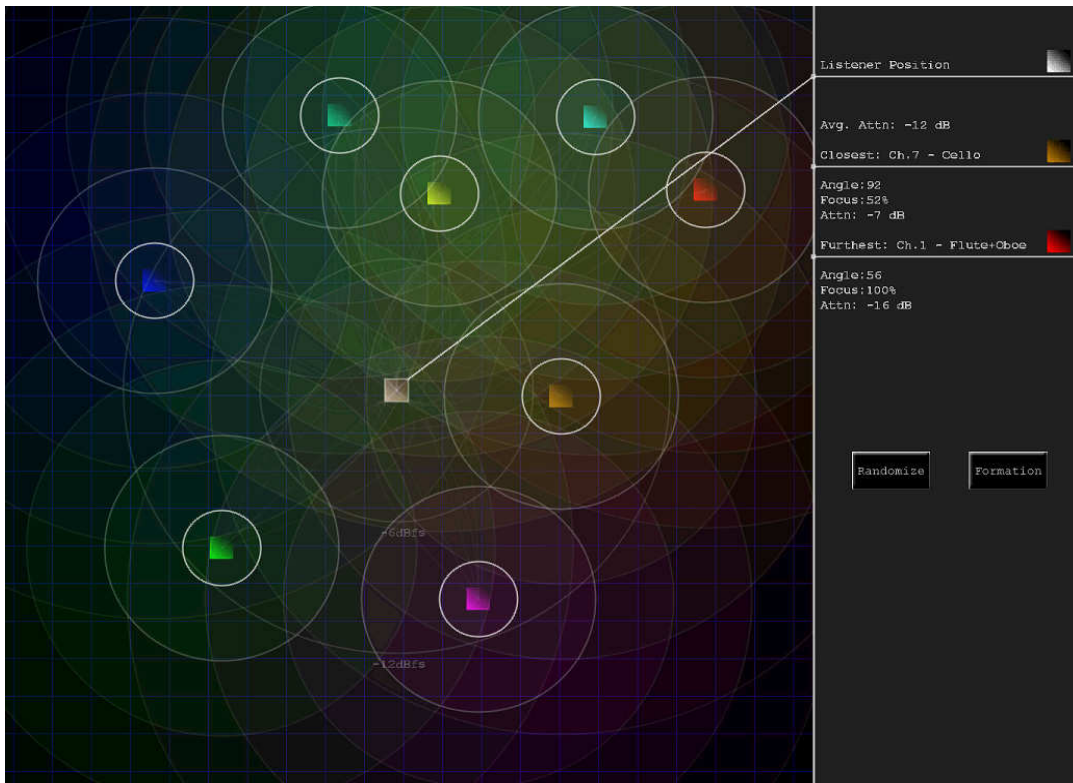 Listener Position
Avg. Attn: -12 dB
Closest: Ch.7 - Cello
Angle:92
Focus:52%
Attn: -7 dB
Furthest: Ch.1 - Flute+Oboe
Angle:56
Focus:100%
Attn: -16 dB
Randomize
Formation
-6dBfs
-12dBfs